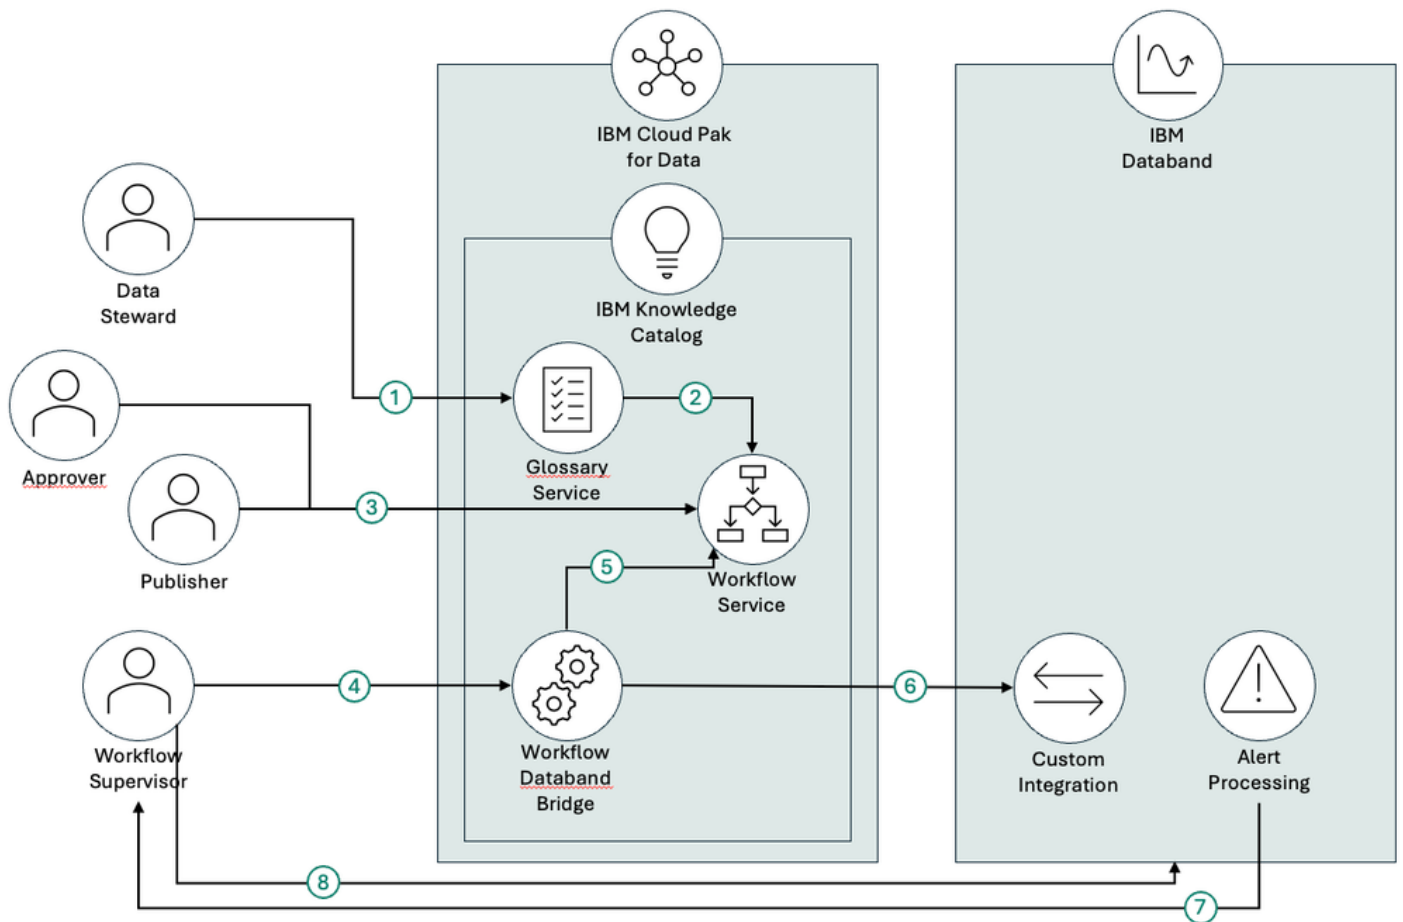 IBM Cloud Pak
for Data
IBM
Databand
Data
Steward
IBM Knowledge
Catalog
1
2
Approver
Glossary
Service
3
Publisher
5
Workflow
Service
4
6
Workflow
Supervisor
Workflow
Databand
Bridge
Custom
Integration
Alert
Processing
8
7